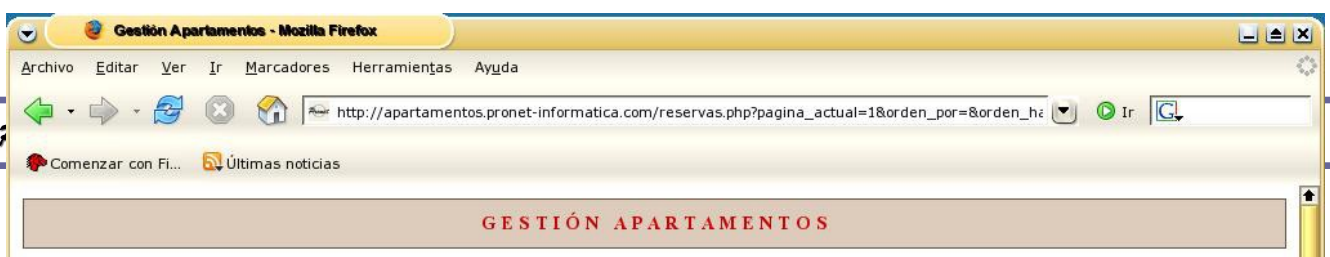 Gestión Apartamentos - Mozilla Firefox
Archivo Editar Ver Ir Marcadores Herramientas Ayuda
http://apartamentos.pronet-informatica.com/reservas.php?pagina_actual=1&orden_por=&orden_ha Ir G
Comenzar con Fi... Últimas noticias
GESTIÓN APARTAMENTOS